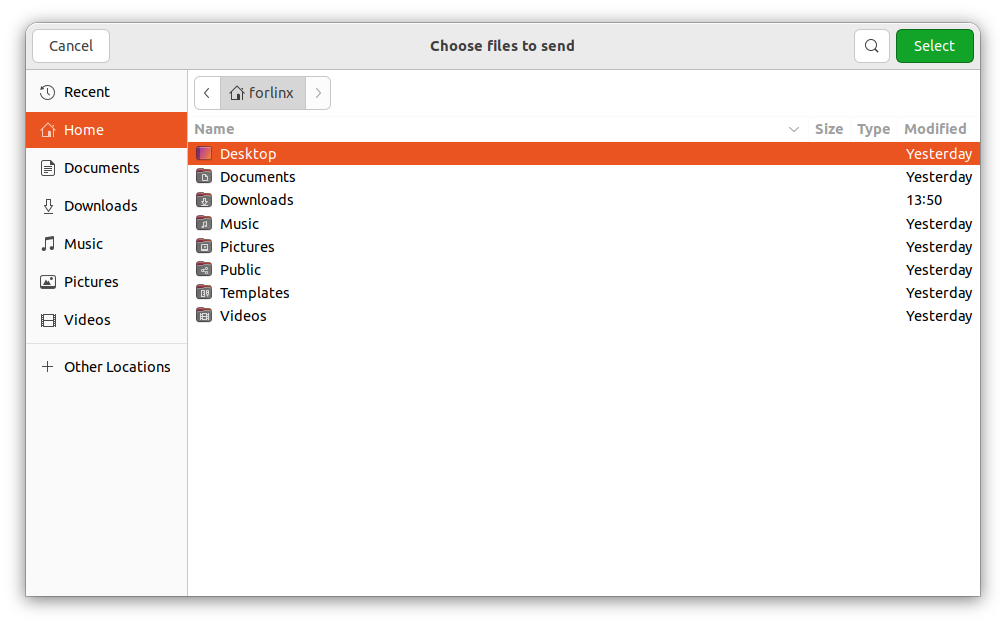 Cancel
Choose files to send
Select
Recent
Home
Documents
Downloads
Music
Pictures
Videos
Other Locations
forlinx
Name Size Type Modified
Desktop Yesterday
Documents Yesterday
Downloads 13:50
Music Yesterday
Pictures Yesterday
Public Yesterday
Templates Yesterday
Videos Yesterday